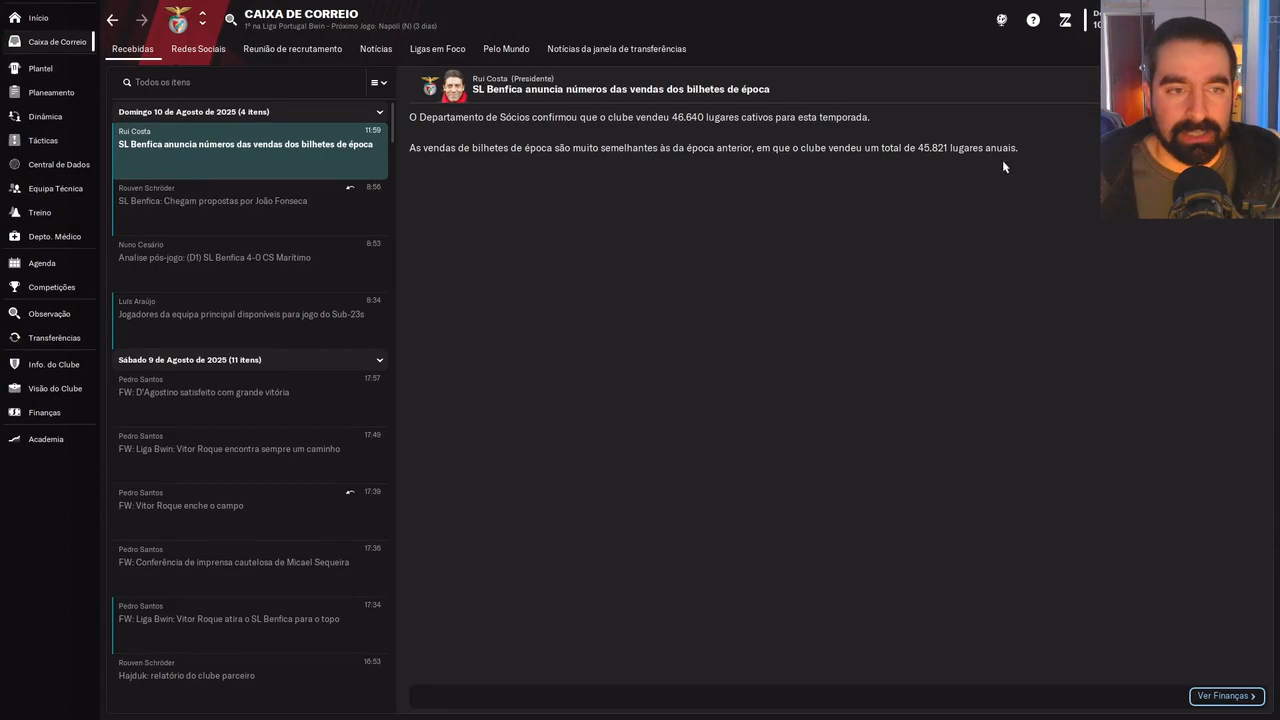 CAIXA DE CORREIO
1º na Liga Portugal Bwin - Próximo Jogo: Napoli (N) (3 dias)
Início
Caixa de Correio
Plantel
Planeamento
Dinâmica
Tácticas
Central de Dados
Equipa Técnica
Treino
Depto. Médico
Agenda
Competições
Observação
Transferências
Info. do Clube
Visão do Clube
Finanças
Academia
Recebidas
Redes Sociais
Reunião de recrutamento
Notícias
Ligas em Foco
Pelo Mundo
Notícias da janela de transferências
Todos os itens
Domingo 10 de Agosto de 2025 (4 itens)
Rui Costa 11:59
SL Benfica anuncia números das vendas dos bilhetes de época
Rouven Schröder 8:56
SL Benfica: Chegam propostas por João Fonseca
Nuno Cesário 8:53
Analise pós-jogo: (D1) SL Benfica 4-0 CS Marítimo
Luís Araújo 8:34
Jogadores da equipa principal disponíveis para jogo do Sub-23s
Sábado 9 de Agosto de 2025 (11 itens)
Pedro Santos 17:57
FW: D'Agostino satisfeito com grande vitória
Pedro Santos 17:49
FW: Liga Bwin: Vitor Roque encontra sempre um caminho
Pedro Santos 17:39
FW: Vitor Roque enche o campo
Pedro Santos 17:36
FW: Conferência de imprensa cautelosa de Micael Sequeira
Pedro Santos 17:34
FW: Liga Bwin: Vitor Roque atira o SL Benfica para o topo
Rouven Schröder 16:53
Hajduk: relatório do clube parceiro
Rui Costa (Presidente)
SL Benfica anuncia números das vendas dos bilhetes de época
O Departamento de Sócios confirmou que o clube vendeu 46.640 lugares cativos para esta temporada.
As vendas de bilhetes de época são muito semelhantes às da época anterior, em que o clube vendeu um total de 45.821 lugares anuais.
Ver Finanças